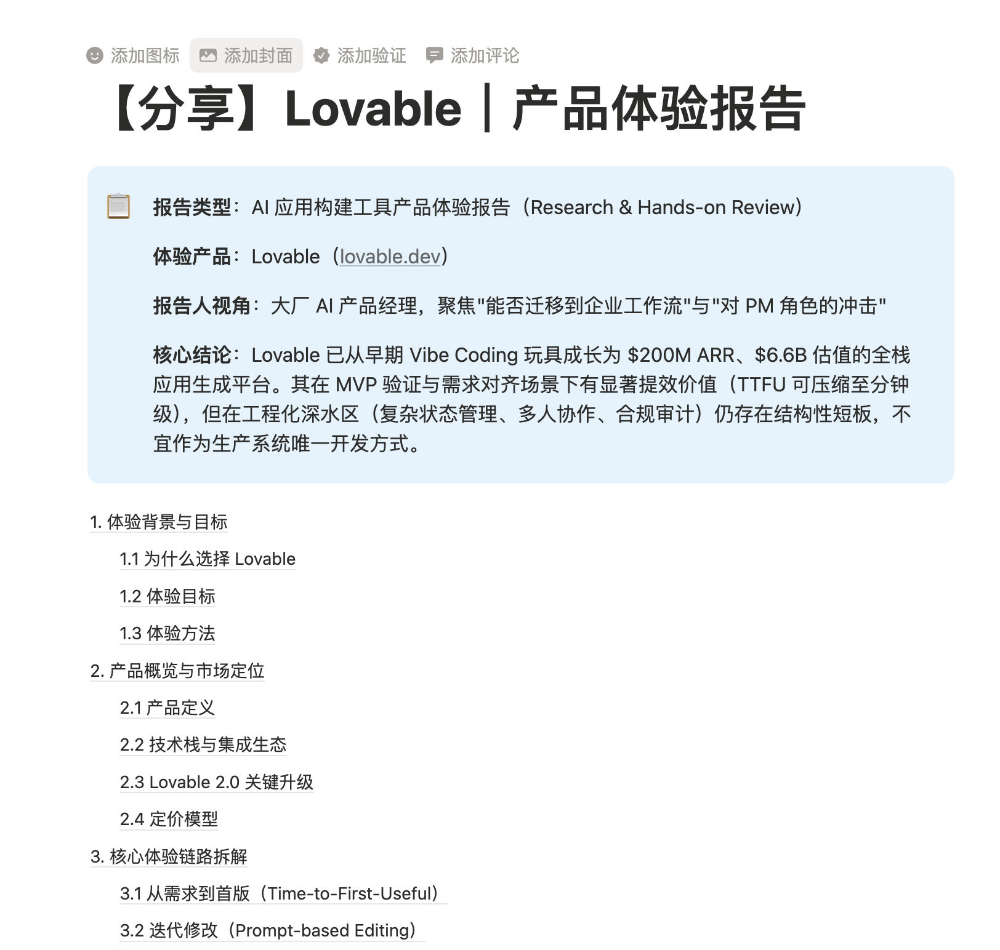 添加图标 添加封面 添加验证 添加评论
【分享】Lovable｜产品体验报告
报告类型：AI 应用构建工具产品体验报告（Research & Hands-on Review）
体验产品：Lovable（lovable.dev）
报告人视角：大厂 AI 产品经理，聚焦"能否迁移到企业工作流"与"对 PM 角色的冲击"
核心结论：Lovable 已从早期 Vibe Coding 玩具成长为 $200M ARR、$6.6B 估值的全栈
应用生成平台。其在 MVP 验证与需求对齐场景下有显著提效价值（TTFU 可压缩至分钟
级），但在工程化深水区（复杂状态管理、多人协作、合规审计）仍存在结构性短板，不
宜作为生产系统唯一开发方式。
1. 体验背景与目标
1.1 为什么选择 Lovable
1.2 体验目标
1.3 体验方法
2. 产品概览与市场定位
2.1 产品定义
2.2 技术栈与集成生态
2.3 Lovable 2.0 关键升级
2.4 定价模型
3. 核心体验链路拆解
3.1 从需求到首版（Time-to-First-Useful）
3.2 迭代修改（Prompt-based Editing）